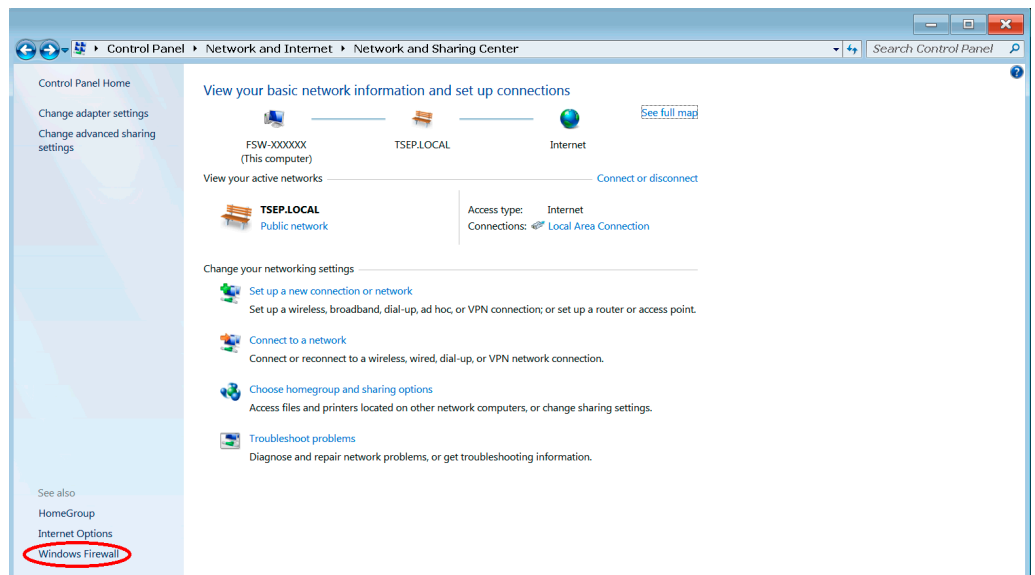 Control Panel ▸ Network and Internet ▸ Network and Sharing Center
Search Control Panel
Control Panel Home
Change adapter settings
Change advanced sharing
settings
View your basic network information and set up connections
See full map
FSW-XXXXXX
(This computer)
TSEP.LOCAL
Internet
View your active networks
Connect or disconnect
TSEP.LOCAL
Public network
Access type: Internet
Connections: Local Area Connection
Change your networking settings
Set up a new connection or network
Set up a wireless, broadband, dial-up, ad hoc, or VPN connection; or set up a router or access point.
Connect to a network
Connect or reconnect to a wireless, wired, dial-up, or VPN network connection.
Choose homegroup and sharing options
Access files and printers located on other network computers, or change sharing settings.
Troubleshoot problems
Diagnose and repair network problems, or get troubleshooting information.
See also
HomeGroup
Internet Options
Windows Firewall